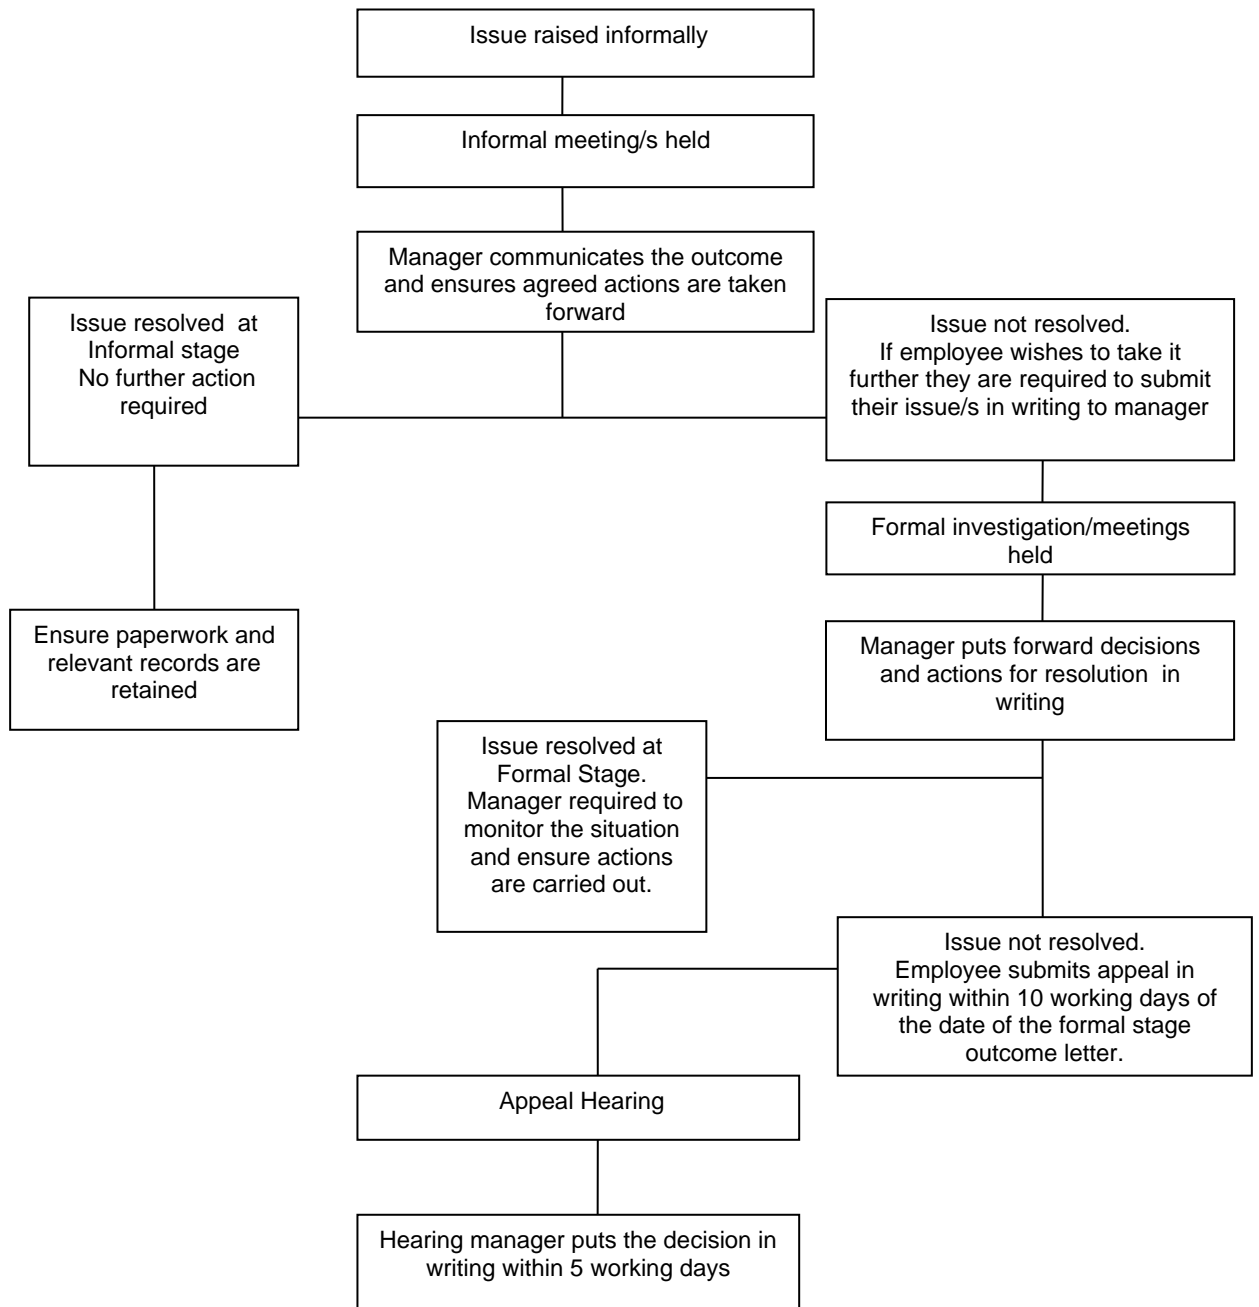 Issue raised informally
Informal meeting/s held
Manager communicates the outcome
and ensures agreed actions are taken
forward
Issue resolved at
Informal stage
No further action
required
Issue not resolved.
If employee wishes to take it
further they are required to submit
their issue/s in writing to manager
Formal investigation/meetings
held
Ensure paperwork and
relevant records are
retained
Manager puts forward decisions
and actions for resolution in
writing
Issue resolved at
Formal Stage.
Manager required to
monitor the situation
and ensure actions
are carried out.
Issue not resolved.
Employee submits appeal in
writing within 10 working days of
the date of the formal stage
outcome letter.
Appeal Hearing
Hearing manager puts the decision in
writing within 5 working days